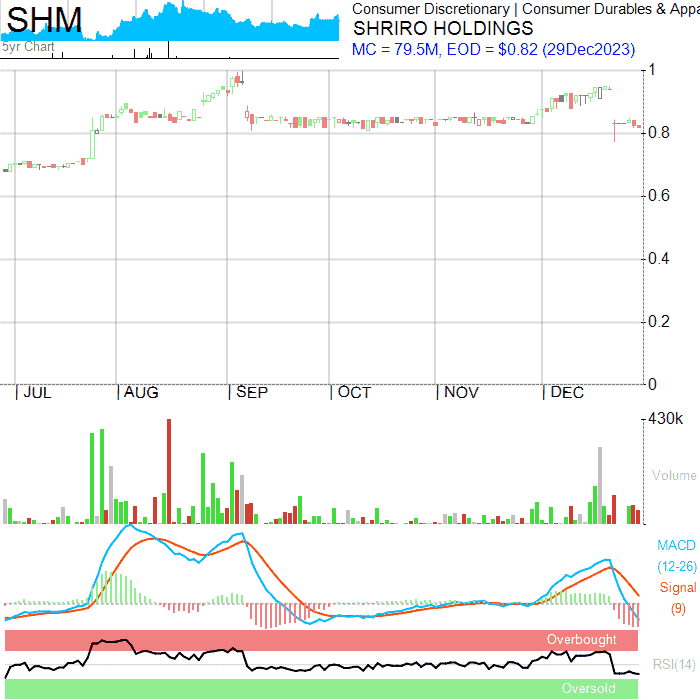 SHM
5yr Chart
Consumer Discretionary | Consumer Durables & Appa
SHRIRO HOLDINGS
MC = 79.5M, EOD = $0.82 (29Dec2023)
1
0.8
0.6
0.4
0.2
0
JUL AUG SEP OCT NOV DEC
430k
Volume
MACD
(12-26)
Signal
(9)
Overbought
RSI(14)
Oversold